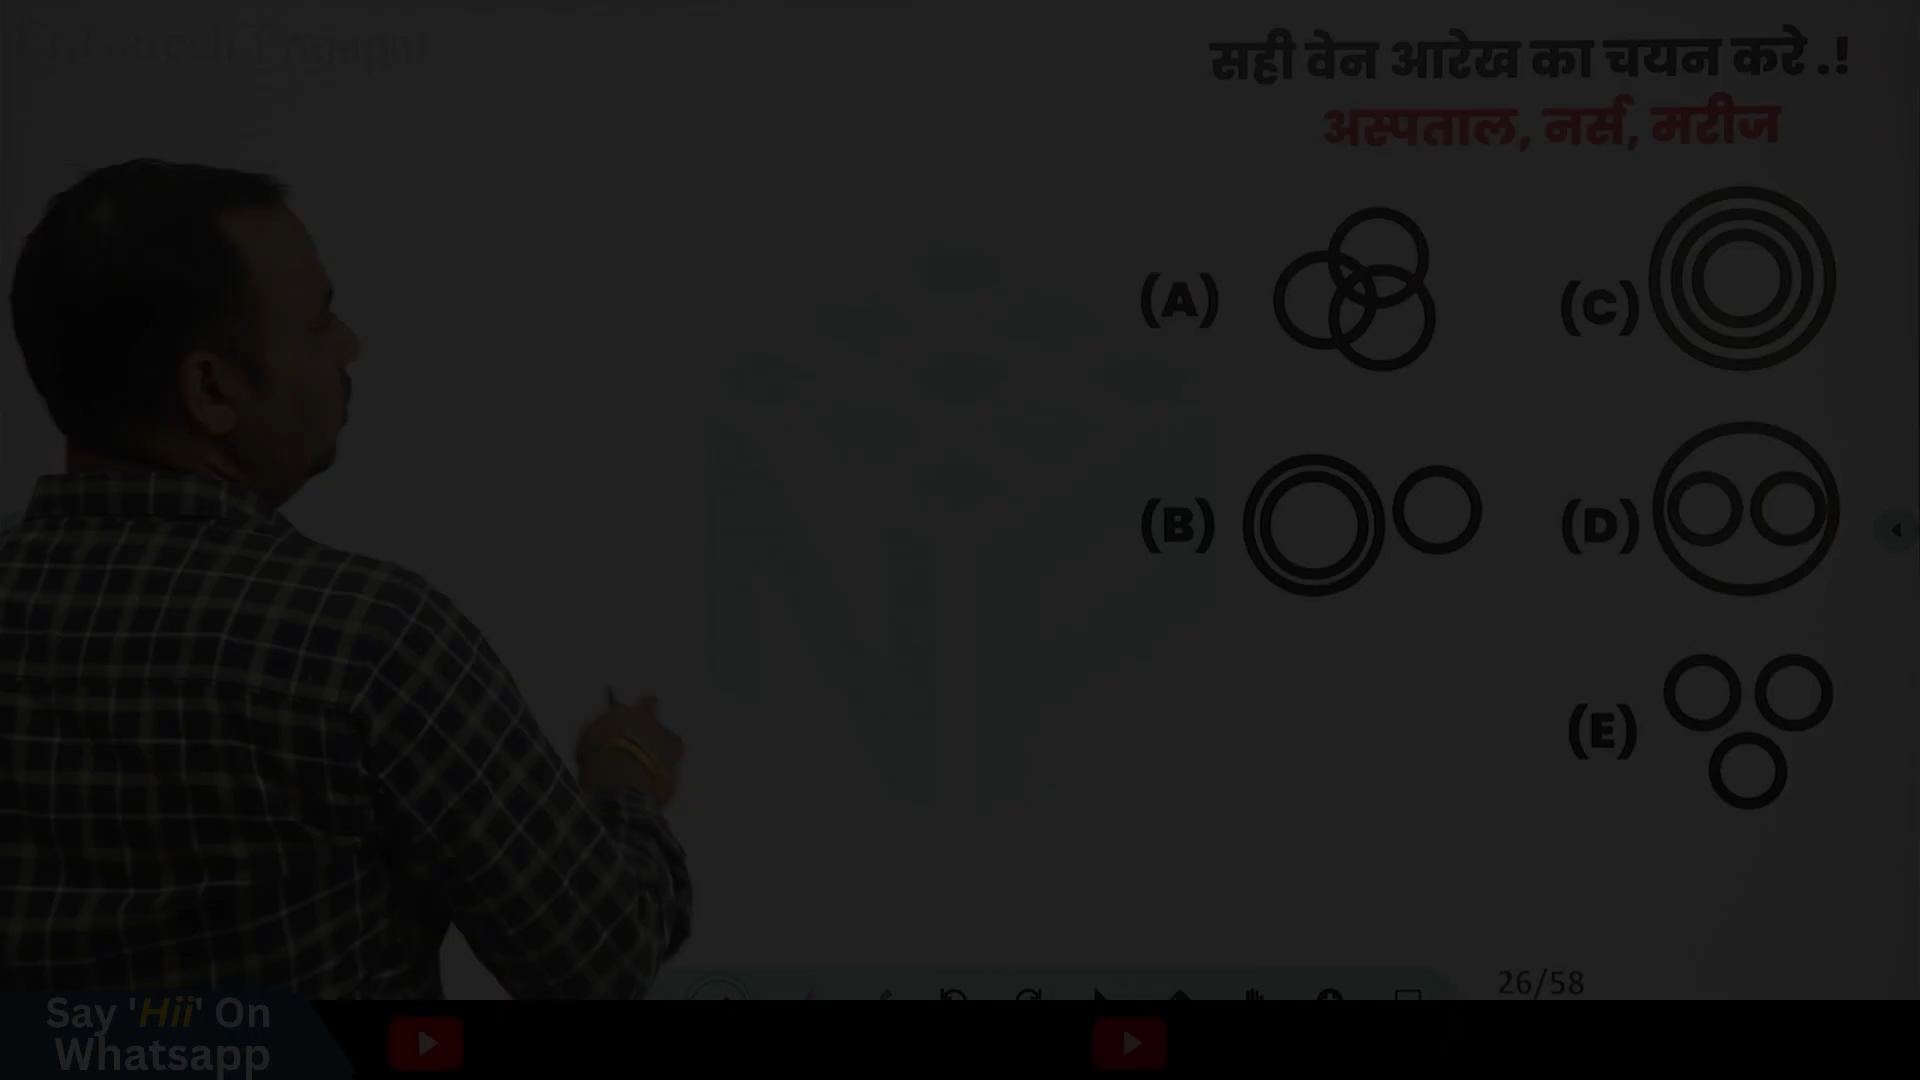 सही वेन आरेख का चयन करे .!
अस्पताल, नर्स, मरीज
(A)
(C)
(B)
(D)
(E)
26/58
Say 'Hii' On
Whatsapp